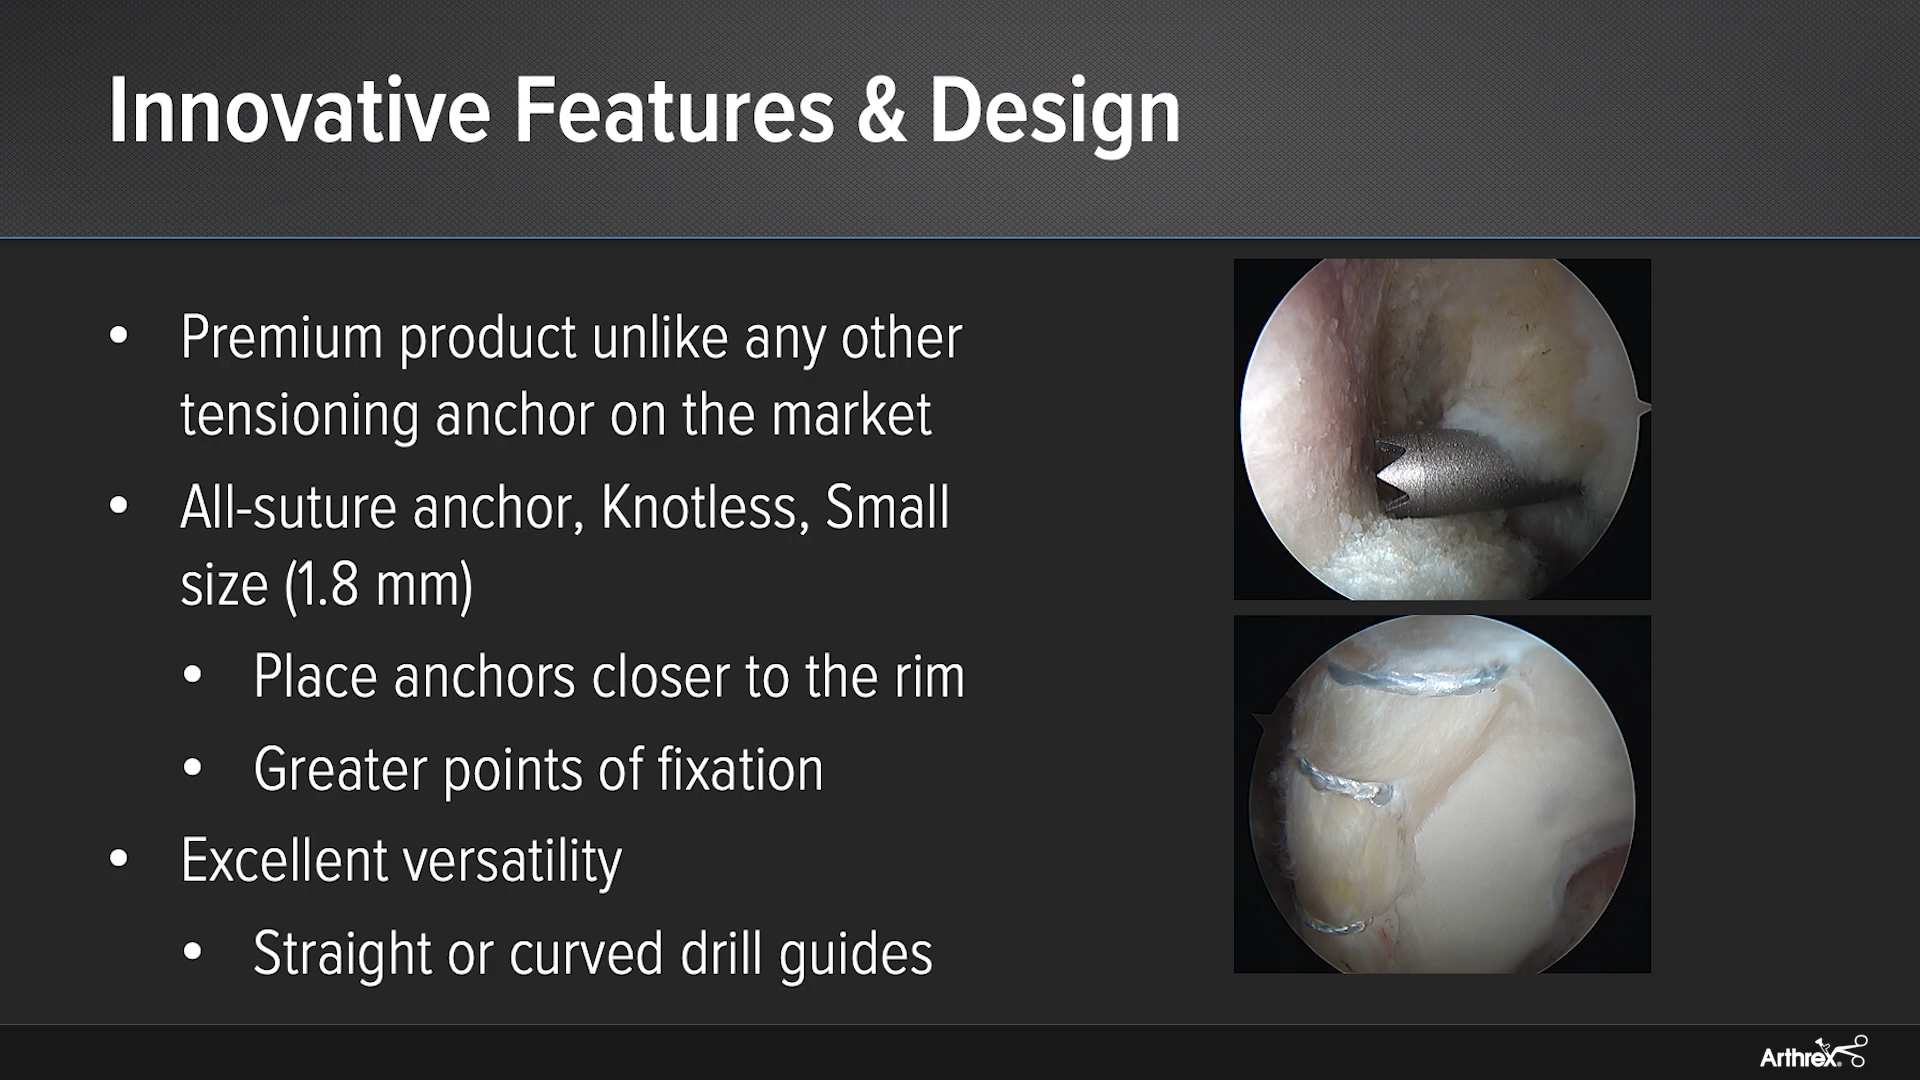 Innovative Features & Design
• Premium product unlike any other
tensioning anchor on the market
• All-suture anchor, Knotless, Small
size (1.8 mm)
• Place anchors closer to the rim
• Greater points of fixation
• Excellent versatility
• Straight or curved drill guides
Arthrex®